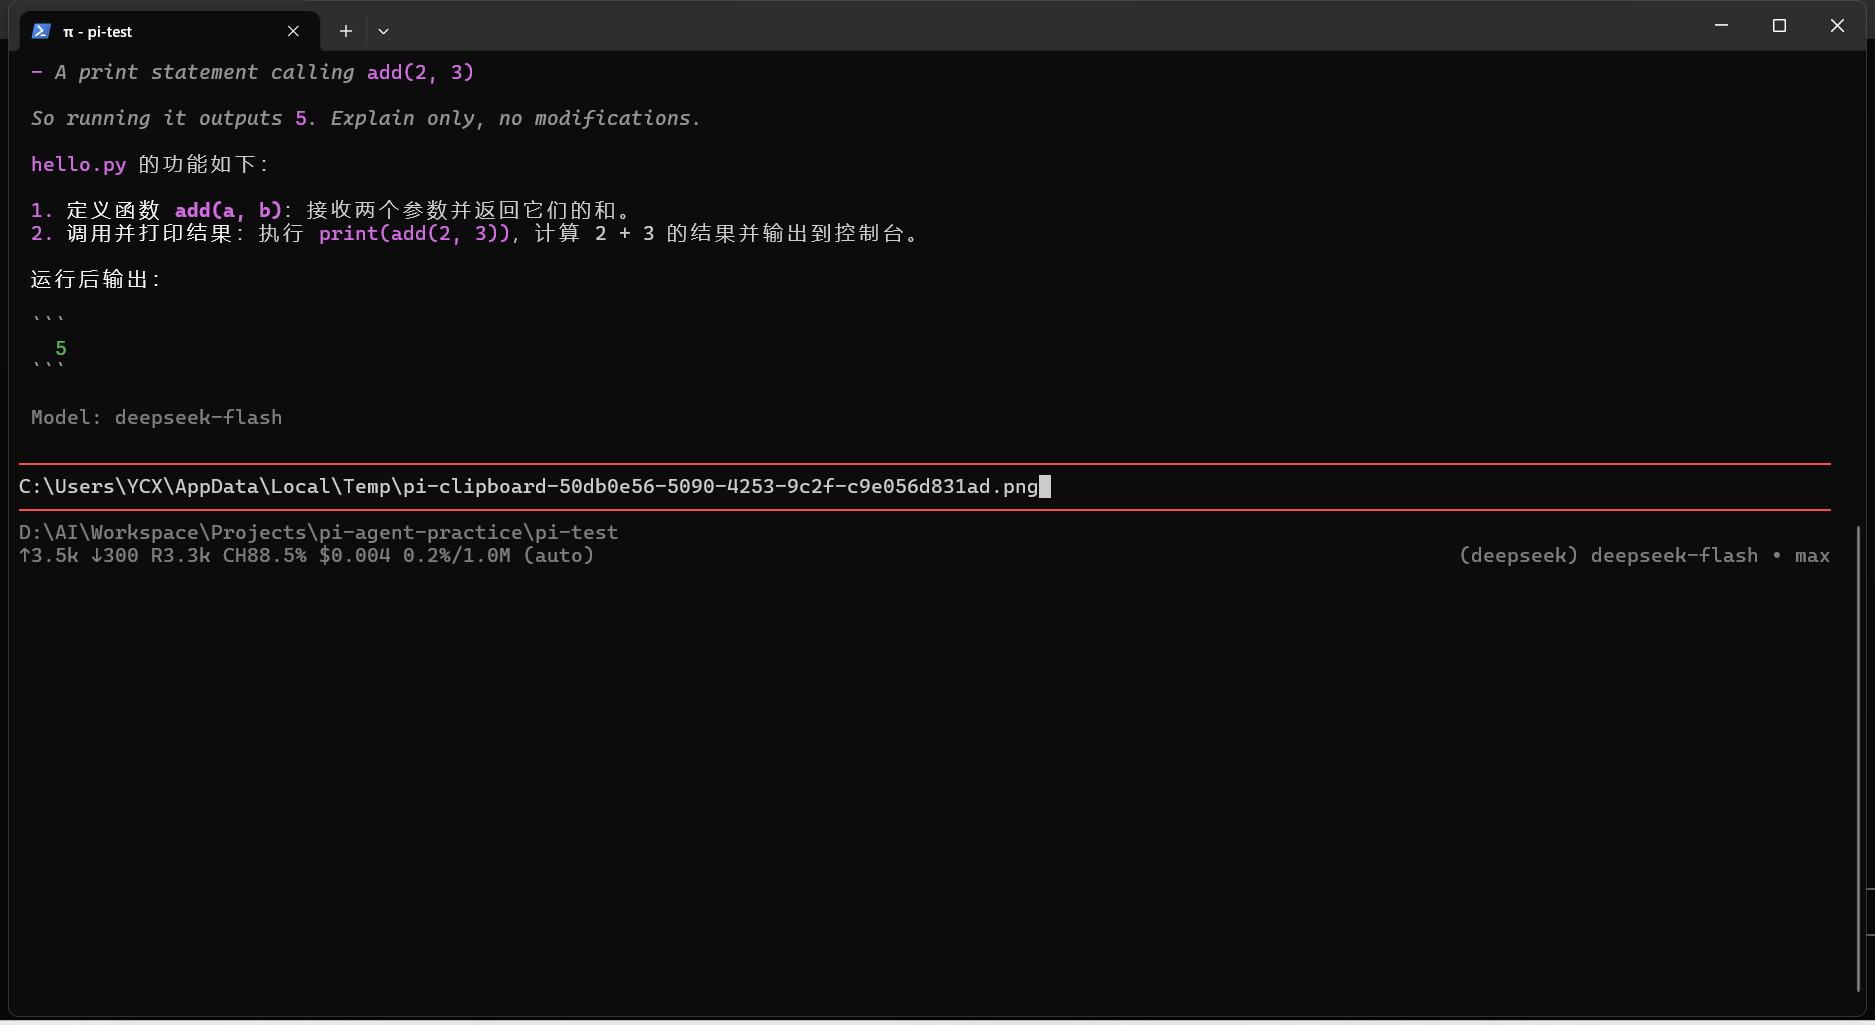 π - pi-test
- A print statement calling add(2, 3)
So running it outputs 5. Explain only, no modifications.
hello.py 的功能如下：
1. 定义函数 add(a, b)：接收两个参数并返回它们的和。
2. 调用并打印结果：执行 print(add(2, 3))，计算 2 + 3 的结果并输出到控制台。
运行后输出：
```
5
```
Model: deepseek-flash
C:\Users\YCX\AppData\Local\Temp\pi-clipboard-50db0e56-5090-4253-9c2f-c9e056d831ad.png
D:\AI\Workspace\Projects\pi-agent-practice\pi-test
↑3.5k ↓300 R3.3k CH88.5% $0.004 0.2%/1.0M (auto) (deepseek) deepseek-flash • max